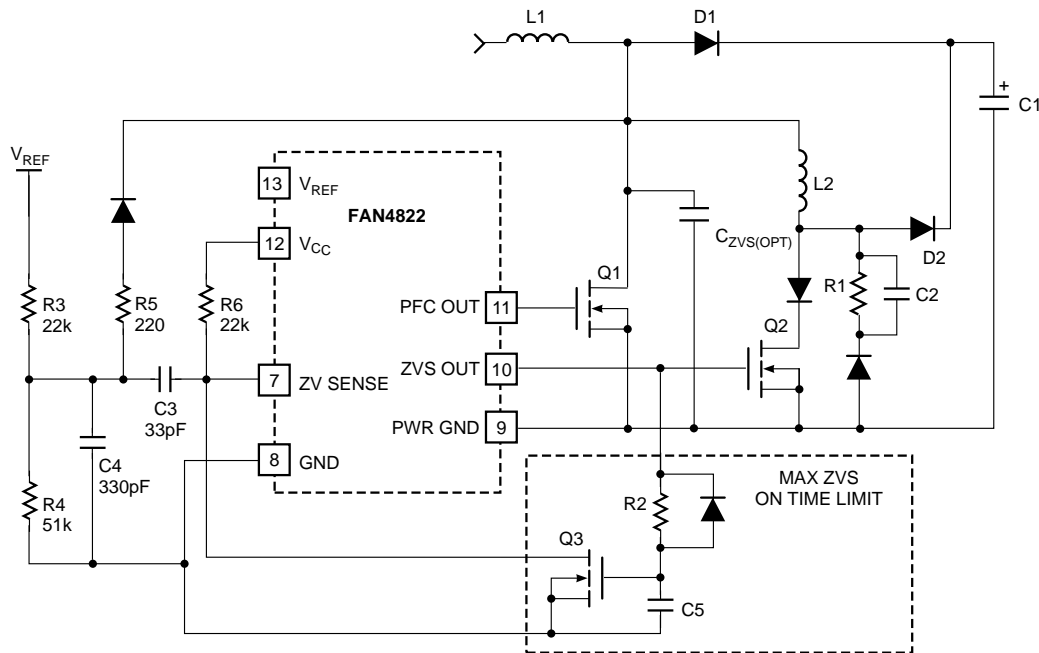 L1
D1
+
C1
V_REF
13
V_REF
FAN4822
L2
12
V_CC
C_ZVS(OPT)
D2
R3
22k
R5
220
R6
22k
PFC OUT
11
Q1
R1
C2
Q2
7
ZV SENSE
ZVS OUT
10
C3
33pF
PWR GND
9
C4
330pF
8
GND
R4
51k
MAX ZVS
ON TIME LIMIT
R2
Q3
C5